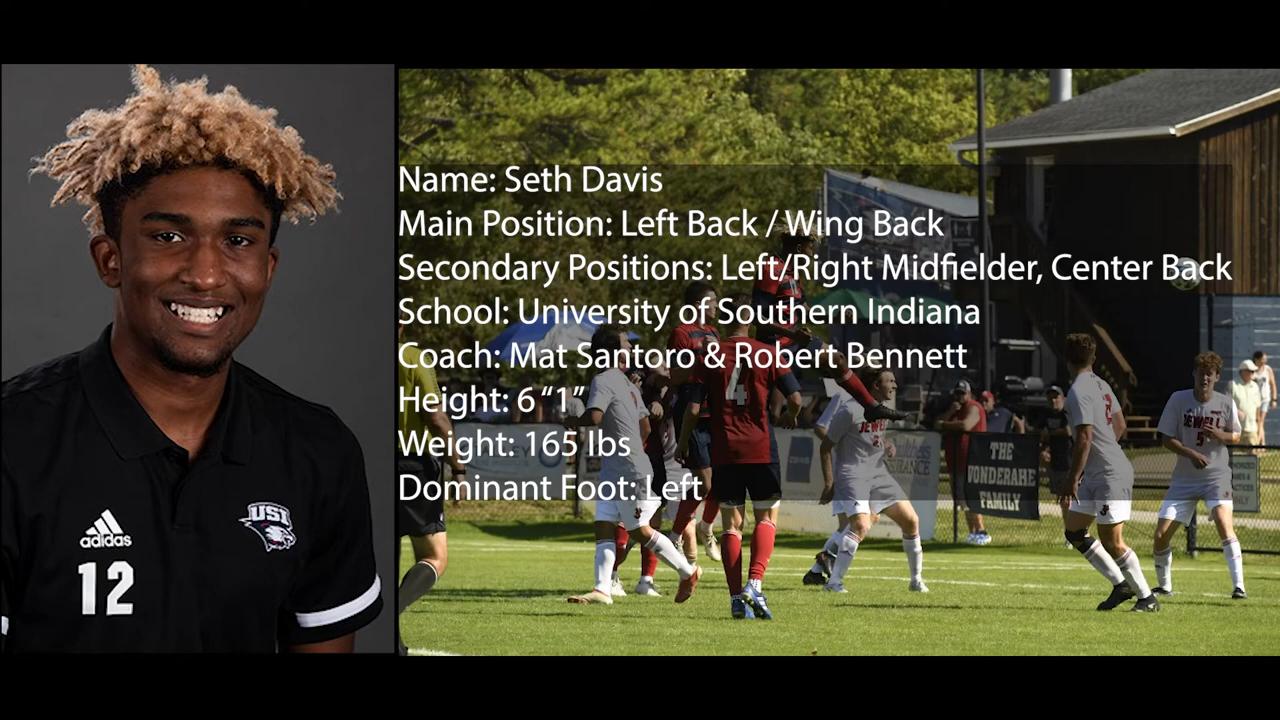 Name: Seth Davis
Main Position: Left Back / Wing Back
Secondary Positions: Left/Right Midfielder, Center Back
School: University of Southern Indiana
Coach: Mat Santoro & Robert Bennett
Height: 6 “1”
Weight: 165 lbs
Dominant Foot: Left
USI
adidas
12
4
JEWELL
5
THE
VONDERAHE
FAMILY